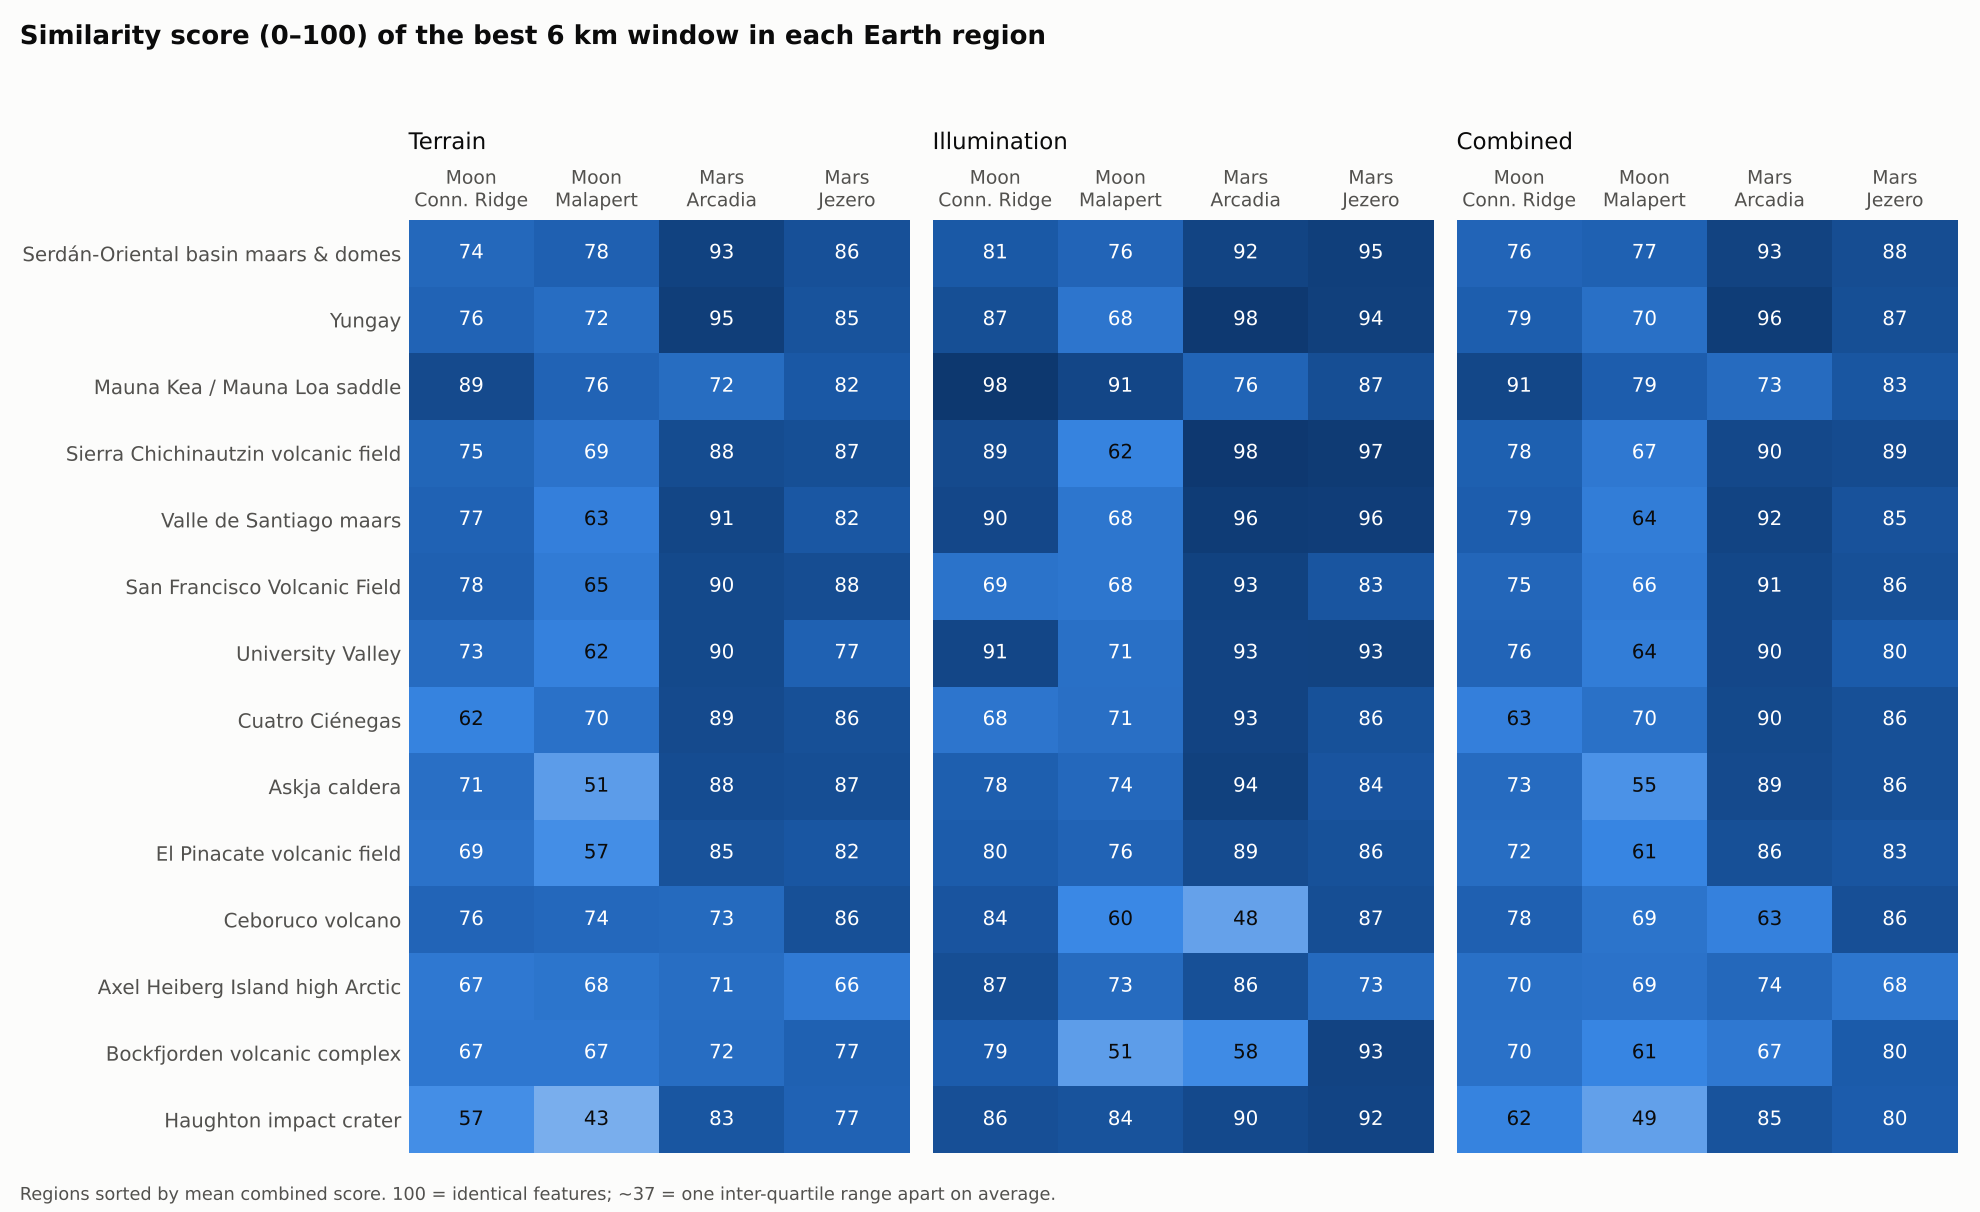 Similarity score (0–100) of the best 6 km window in each Earth region
Terrain Illumination Combined
Moon Moon Mars Mars Moon Moon Mars Mars Moon Moon Mars Mars
Conn. Ridge Malapert Arcadia Jezero Conn. Ridge Malapert Arcadia Jezero Conn. Ridge Malapert Arcadia Jezero
Serdán-Oriental basin maars & domes 74 78 93 86 81 76 92 95 76 77 93 88
Yungay 76 72 95 85 87 68 98 94 79 70 96 87
Mauna Kea / Mauna Loa saddle 89 76 72 82 98 91 76 87 91 79 73 83
Sierra Chichinautzin volcanic field 75 69 88 87 89 62 98 97 78 67 90 89
Valle de Santiago maars 77 63 91 82 90 68 96 96 79 64 92 85
San Francisco Volcanic Field 78 65 90 88 69 68 93 83 75 66 91 86
University Valley 73 62 90 77 91 71 93 93 76 64 90 80
Cuatro Ciénegas 62 70 89 86 68 71 93 86 63 70 90 86
Askja caldera 71 51 88 87 78 74 94 84 73 55 89 86
El Pinacate volcanic field 69 57 85 82 80 76 89 86 72 61 86 83
Ceboruco volcano 76 74 73 86 84 60 48 87 78 69 63 86
Axel Heiberg Island high Arctic 67 68 71 66 87 73 86 73 70 69 74 68
Bockfjorden volcanic complex 67 67 72 77 79 51 58 93 70 61 67 80
Haughton impact crater 57 43 83 77 86 84 90 92 62 49 85 80
Regions sorted by mean combined score. 100 = identical features; ~37 = one inter-quartile range apart on average.